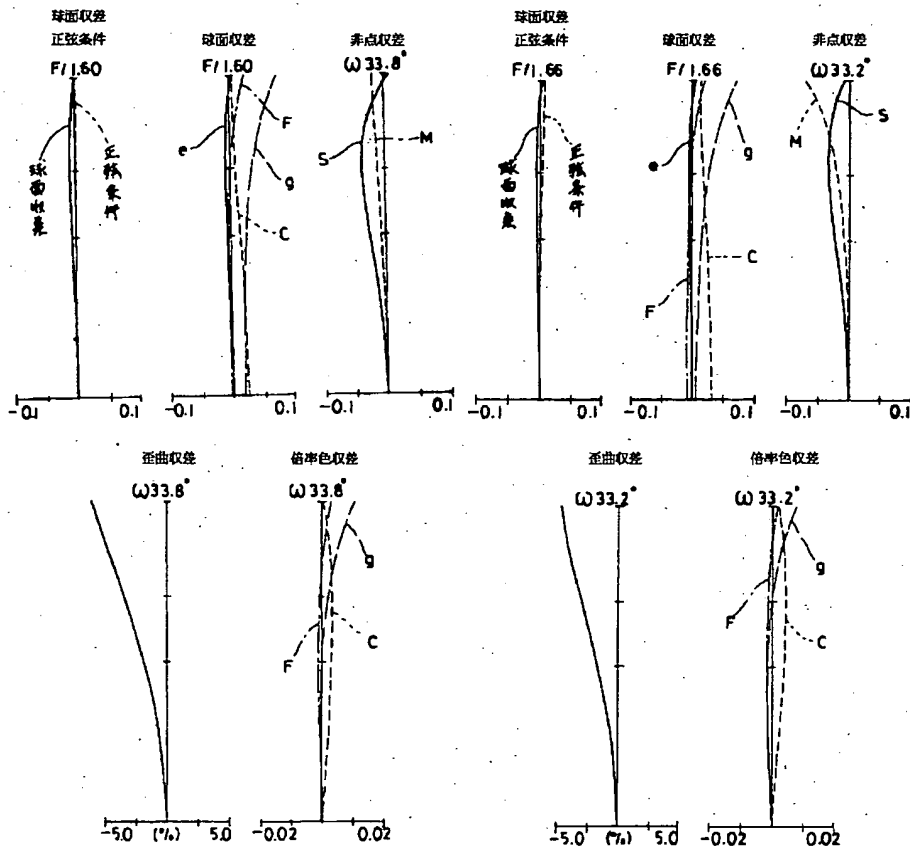 球面収差
正弦条件
F/1.60
球面収差
F/1.60
非点収差
ω33.8°
球面収差
正弦条件
F/1.66
球面収差
F/1.66
非点収差
ω33.2°
球面収差
正弦条件
e
F
g
C
S
M
球面収差
正弦条件
e
g
C
F
M
S
-0.1 0.1
-0.1 0.1
-0.1 0.1
-0.1 0.1
-0.1 0.1
-0.1 0.1
歪曲収差
ω33.8°
倍率色収差
ω33.8°
歪曲収差
ω33.2°
倍率色収差
ω33.2°
g
F
C
g
F
C
-5.0 (%) 5.0
-0.02 0.02
-5.0 (%) 5.0
-0.02 0.02